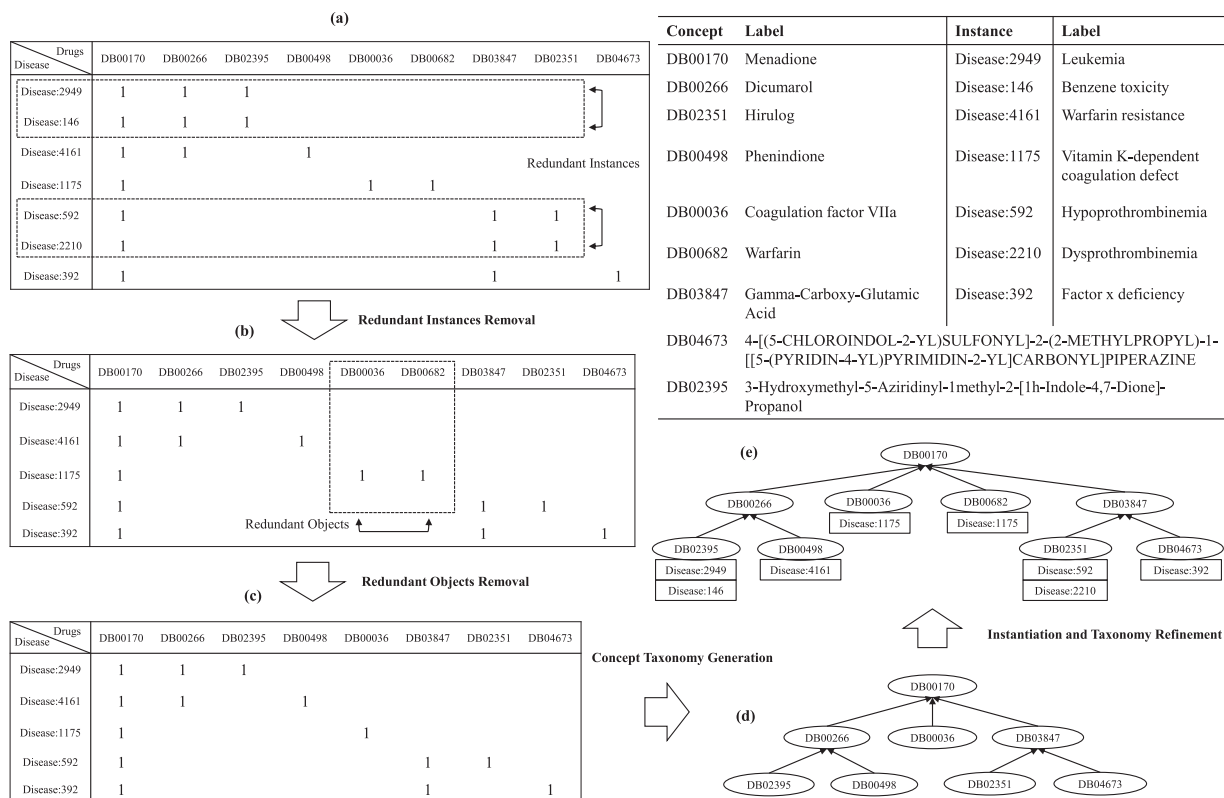 (a)
Drugs
Disease
DB00170 DB00266 DB02395 DB00498 DB00036 DB00682 DB03847 DB02351 DB04673
Disease:2949 1 1 1
Disease:146 1 1 1
Disease:4161 1 1 1
Redundant Instances
Disease:1175 1 1 1
Disease:592 1 1 1
Disease:2210 1 1 1
Disease:392 1 1 1
Redundant Instances Removal
(b)
Drugs
Disease
DB00170 DB00266 DB02395 DB00498 DB00036 DB00682 DB03847 DB02351 DB04673
Disease:2949 1 1 1
Disease:4161 1 1 1
Disease:1175 1 1 1
Disease:592 1 1 1
Redundant Objects
Disease:392 1 1 1
Redundant Objects Removal
(c)
Drugs
Disease
DB00170 DB00266 DB02395 DB00498 DB00036 DB03847 DB02351 DB04673
Disease:2949 1 1 1
Disease:4161 1 1 1
Disease:1175 1 1
Disease:592 1 1 1
Disease:392 1 1 1
Concept Label Instance Label
DB00170 Menadione Disease:2949 Leukemia
DB00266 Dicumarol Disease:146 Benzene toxicity
DB02351 Hirulog Disease:4161 Warfarin resistance
DB00498 Phenindione Disease:1175 Vitamin K-dependent
coagulation defect
DB00036 Coagulation factor VIIa Disease:592 Hypoprothrombinemia
DB00682 Warfarin Disease:2210 Dysprothrombinemia
DB03847 Gamma-Carboxy-Glutamic Disease:392 Factor x deficiency
Acid
DB04673 4-[(5-CHLOROINDOL-2-YL)SULFONYL]-2-(2-METHYLPROPYL)-1-
[[5-(PYRIDIN-4-YL)PYRIMIDIN-2-YL]CARBONYL]PIPERAZINE
DB02395 3-Hydroxymethyl-5-Aziridinyl-1methyl-2-[1h-Indole-4,7-Dione]-
Propanol
(e)
DB00170
DB00266 DB00036 DB00682 DB03847
Disease:1175 Disease:1175
DB02395 DB00498 DB02351 DB04673
Disease:2949 Disease:4161 Disease:592 Disease:392
Disease:146 Disease:2210
Instantiation and Taxonomy Refinement
Concept Taxonomy Generation
(d)
DB00170
DB00266 DB00036 DB03847
DB02395 DB00498 DB02351 DB04673